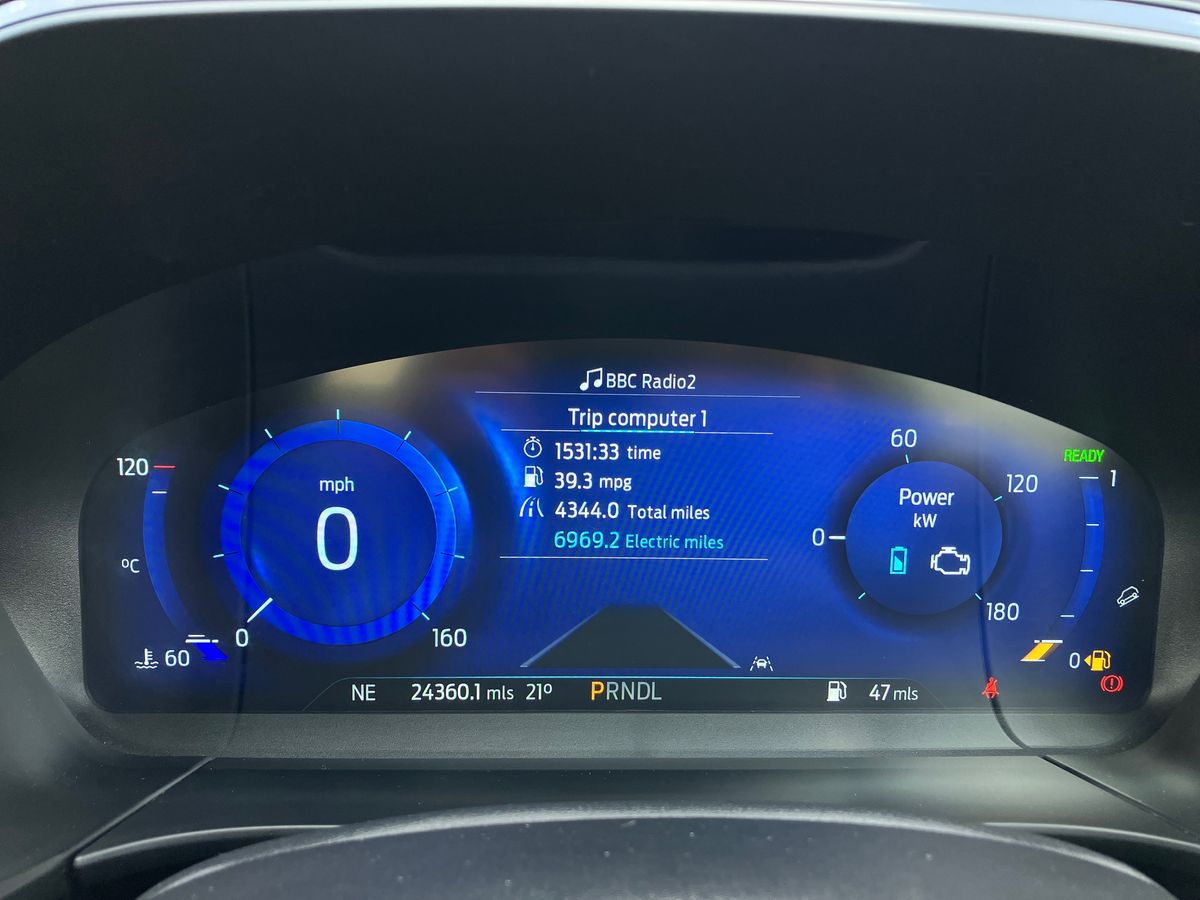 BBC Radio2
Trip computer 1
1531:33 time
39.3 mpg
4344.0 Total miles
6969.2 Electric miles
120
ºC
60
mph
0
0
160
60
120
0
180
Power
kW
READY
1
0
NE 24360.1 mls 21º PRNDL 47 mls